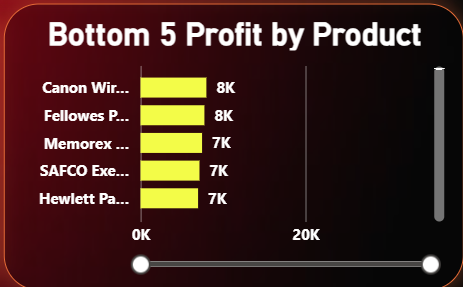 Bottom 5 Profit by Product
Canon Wir... 8K
Fellowes P... 8K
Memorex ... 7K
SAFCO Exe... 7K
Hewlett Pa... 7K
0K 20K